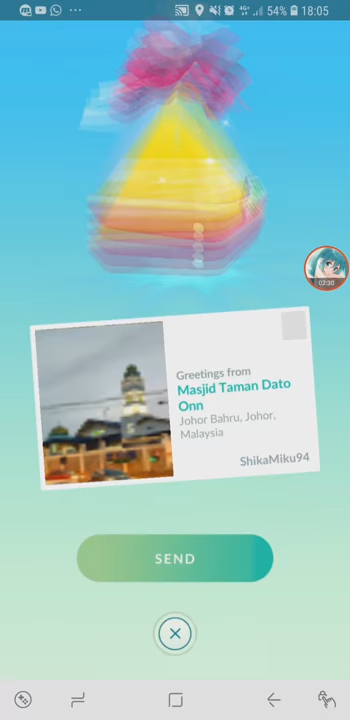 54% 18:05
02:30
Greetings from
Masjid Taman Dato
Onn
Johor Bahru, Johor,
Malaysia
ShikaMiku94
SEND